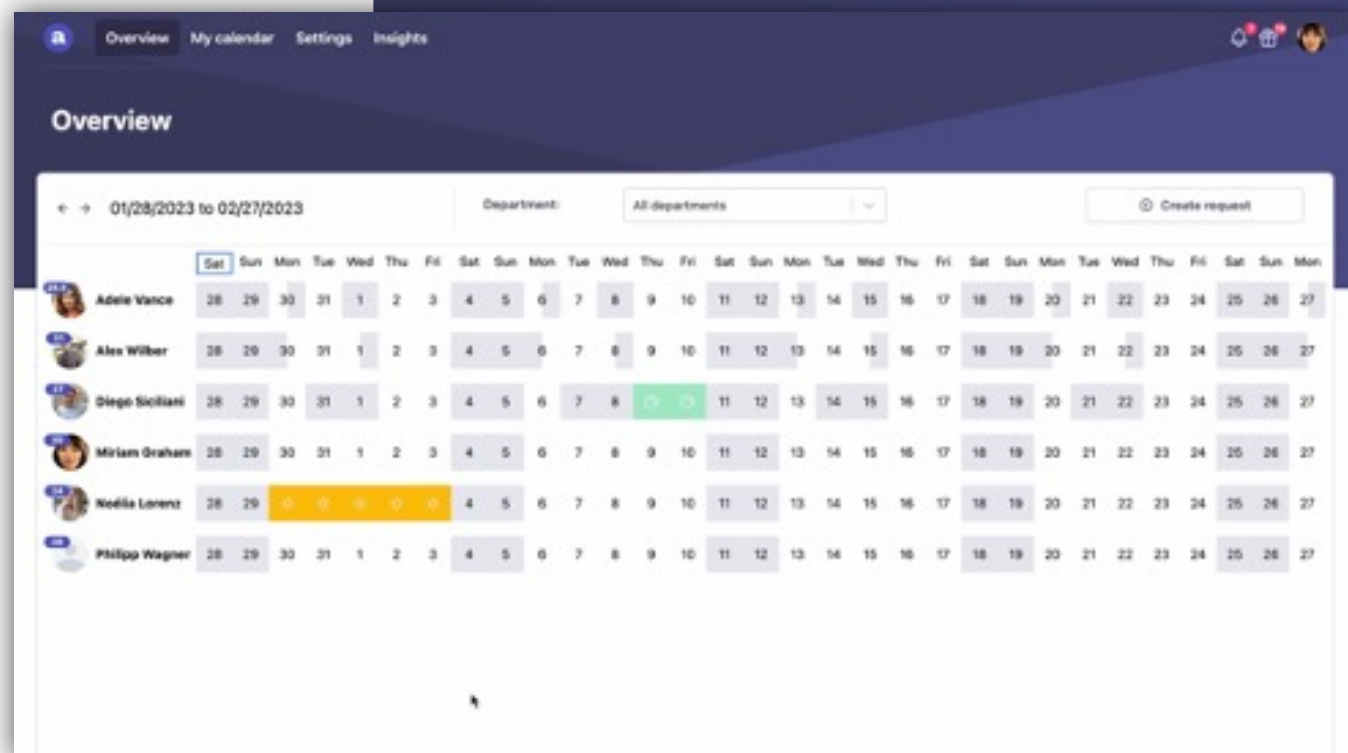 a Overview My calendar Settings Insights
Overview
← → 01/28/2023 to 02/27/2023 Department: All departments Create request
Sat Sun Mon Tue Wed Thu Fri Sat Sun Mon Tue Wed Thu Fri Sat Sun Mon Tue Wed Thu Fri Sat Sun Mon Tue Wed Thu Fri Sat Sun Mon
Adele Vance 28 29 30 31 1 2 3 4 5 6 7 8 9 10 11 12 13 14 15 16 17 18 19 20 21 22 23 24 25 26 27
Alex Wilber 28 29 30 31 1 2 3 4 5 6 7 8 9 10 11 12 13 14 15 16 17 18 19 20 21 22 23 24 25 26 27
Diego Siciliani 28 29 30 31 1 2 3 4 5 6 7 8 11 12 13 14 15 16 17 18 19 20 21 22 23 24 25 26 27
Miriam Graham 28 29 30 31 1 2 3 4 5 6 7 8 9 10 11 12 13 14 15 16 17 18 19 20 21 22 23 24 25 26 27
Noélia Lorenz 28 29 4 5 6 7 8 9 10 11 12 13 14 15 16 17 18 19 20 21 22 23 24 25 26 27
Philipp Wagner 28 29 30 31 1 2 3 4 5 6 7 8 9 10 11 12 13 14 15 16 17 18 19 20 21 22 23 24 25 26 27